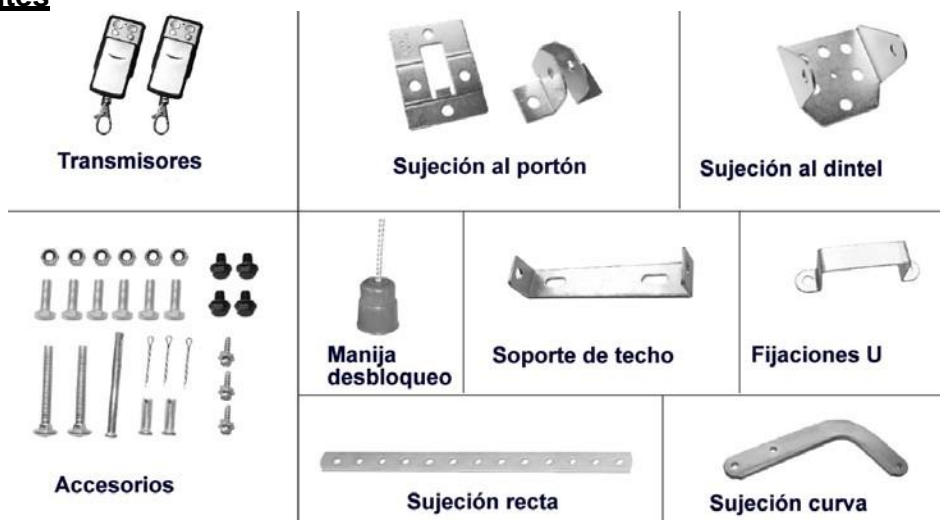 Transmisores
Sujeción al portón
Sujeción al dintel
Accesorios
Manija
desbloqueo
Soporte de techo
Fijaciones U
Sujeción recta
Sujeción curva